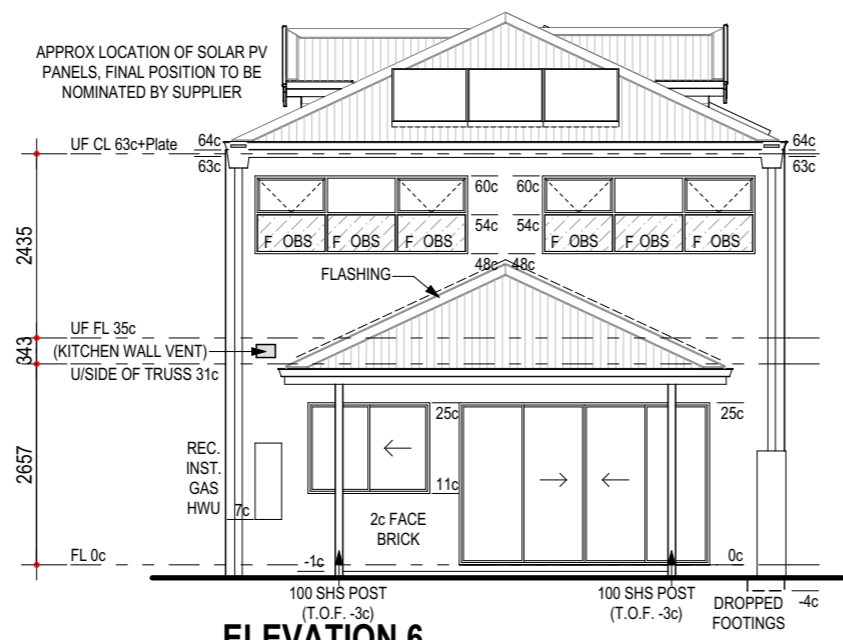 APPROX LOCATION OF SOLAR PV
PANELS, FINAL POSITION TO BE
NOMINATED BY SUPPLIER
UF CL 63c+Plate
64c
63c
64c
63c
60c
60c
54c
54c
F OBS
F OBS
F OBS
F OBS
F OBS
F OBS
48c
48c
FLASHING
2435
UF FL 35c
343
(KITCHEN WALL VENT)
U/SIDE OF TRUSS 31c
25c
25c
2657
REC.
INST.
GAS
HWU
7c
11c
2c FACE
BRICK
FL 0c
-1c
0c
100 SHS POST
(T.O.F. -3c)
100 SHS POST
(T.O.F. -3c)
DROPPED
FOOTINGS
-4c
ELEVATION 6